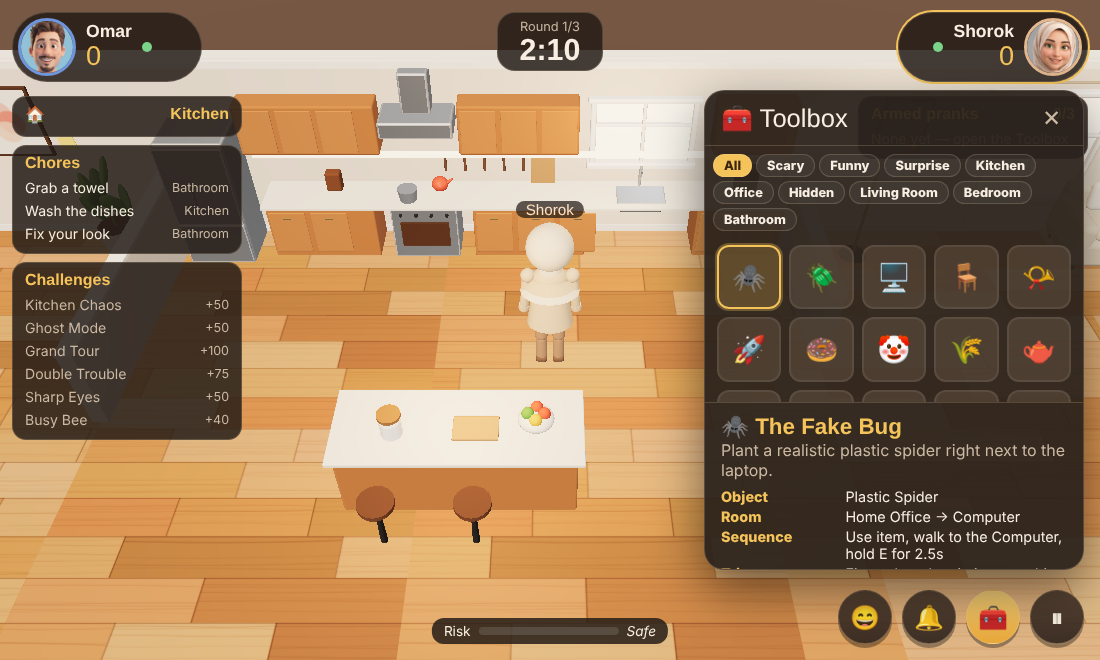 Omar
0
Round 1/3
2:10
Shorok
0
Kitchen
Chores
Grab a towel Bathroom
Wash the dishes Kitchen
Fix your look Bathroom
Challenges
Kitchen Chaos +50
Ghost Mode +50
Grand Tour +100
Double Trouble +75
Sharp Eyes +50
Busy Bee +40
Shorok
Toolbox
Armed pranks /3
None yet — open the Toolbox
All Scary Funny Surprise Kitchen
Office Hidden Living Room Bedroom
Bathroom
The Fake Bug
Plant a realistic plastic spider right next to the
laptop.
Object Plastic Spider
Room Home Office → Computer
Sequence Use item, walk to the Computer,
hold E for 2.5s
Risk Safe